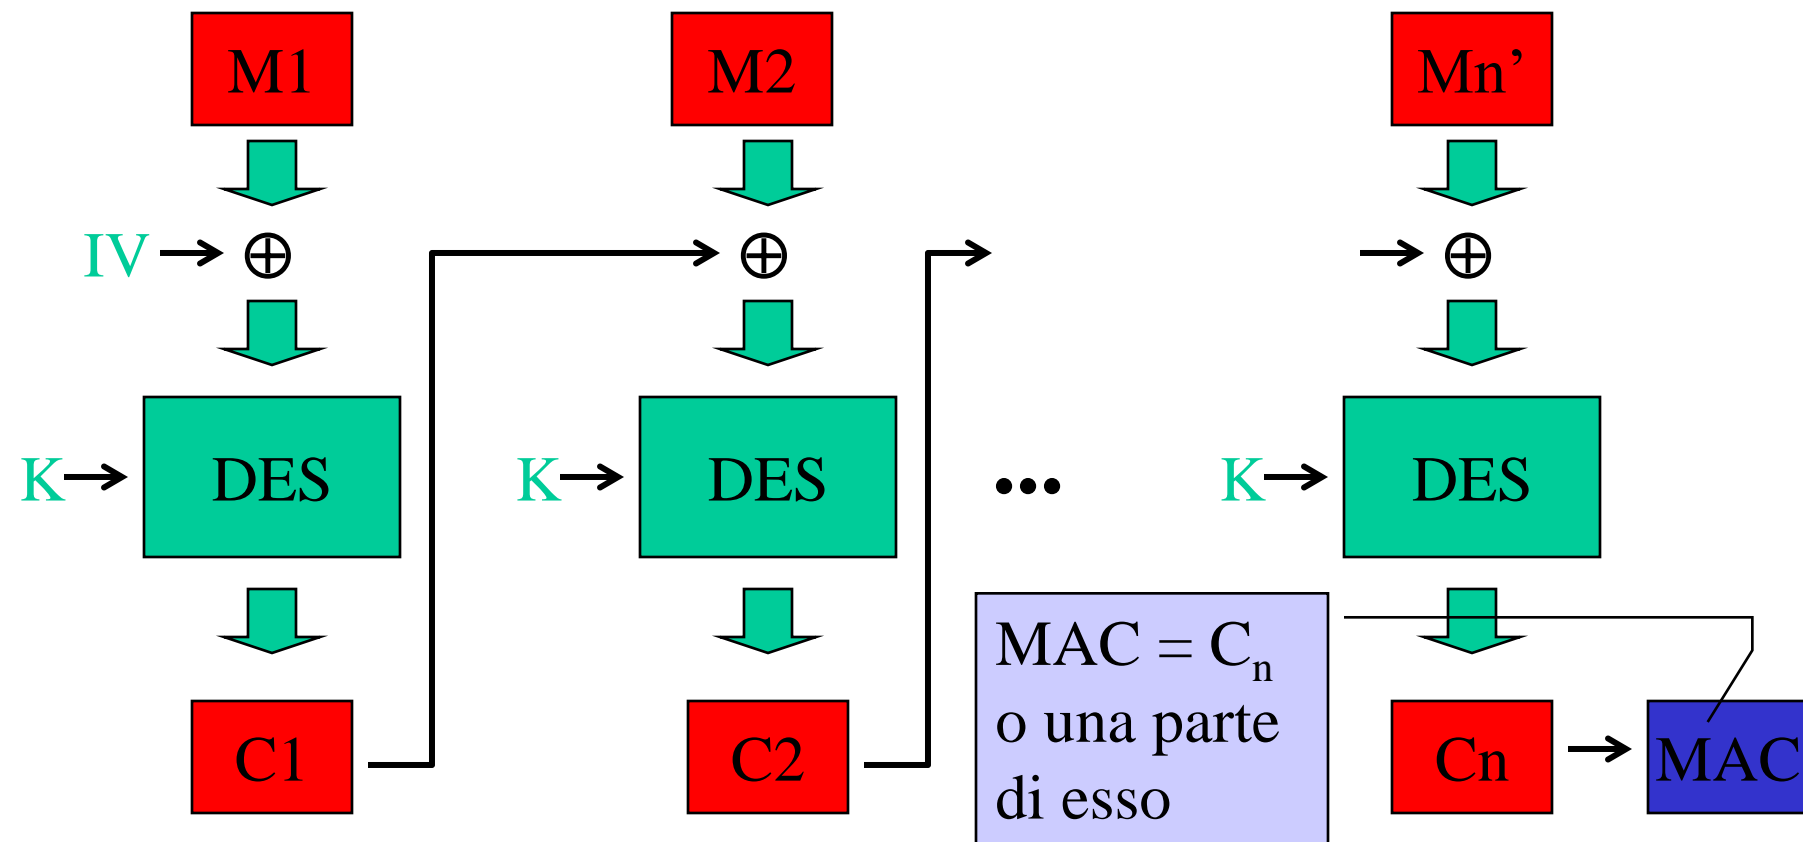 M1 M2 Mn’
IV
K DES K DES ... K DES
MAC = Cn
o una parte
di esso
C1 C2 Cn MAC